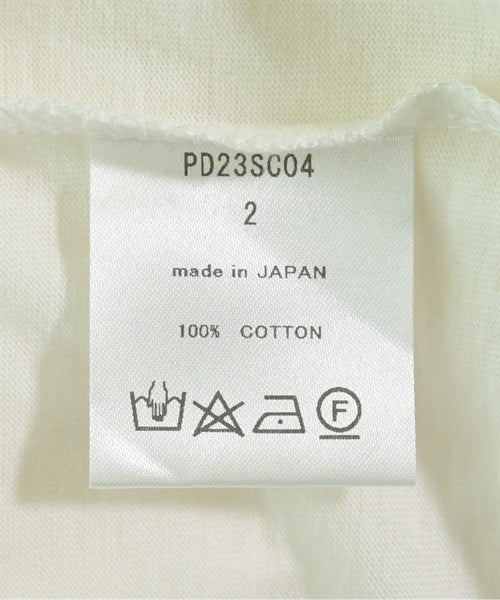 PD23SC04
2
made in JAPAN
100% COTTON
F